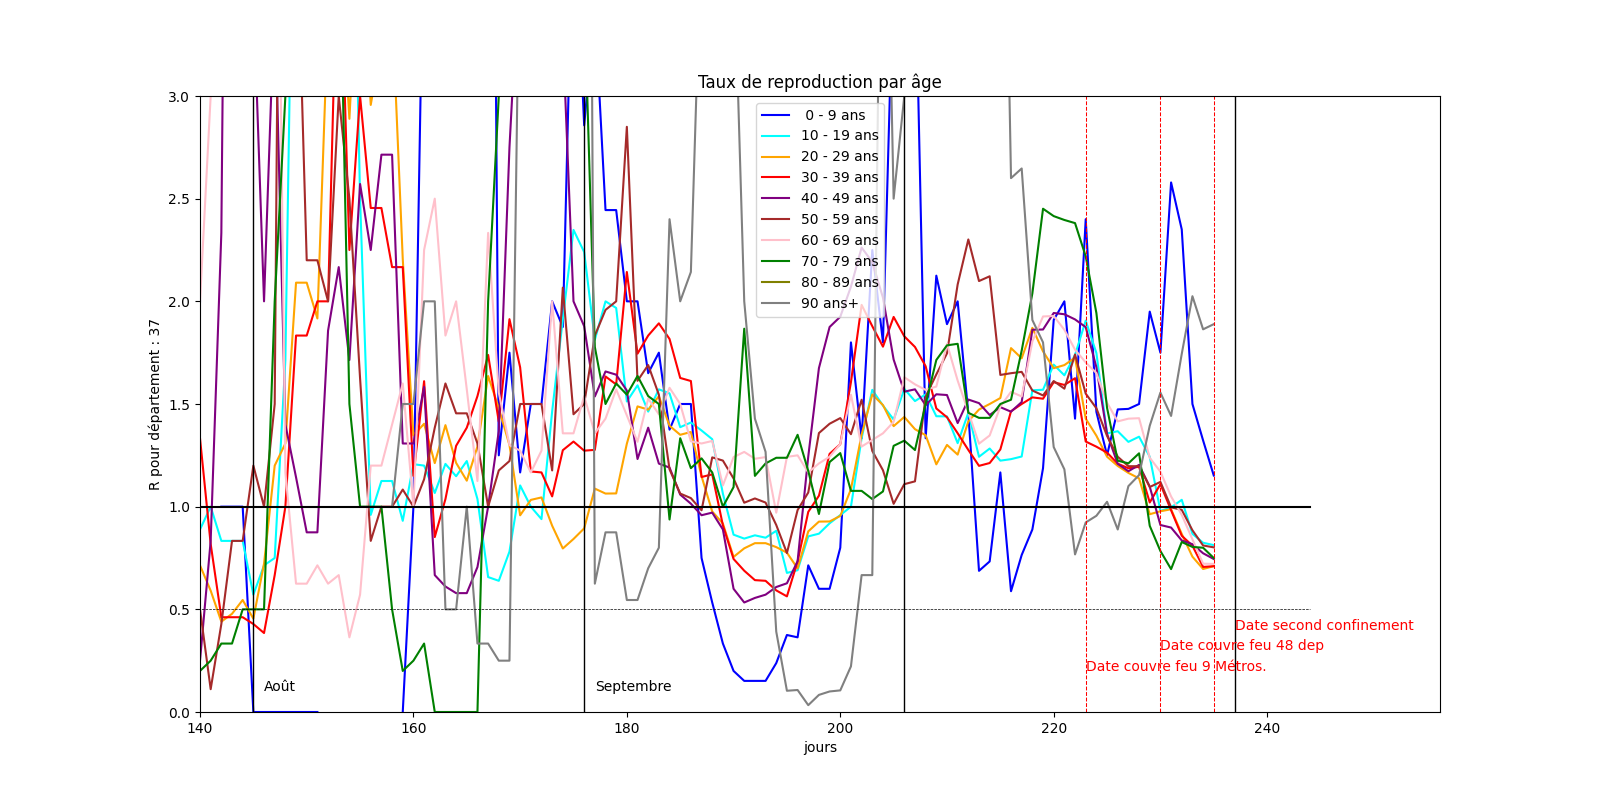 Taux de reproduction par âge
R pour département : 37
3.0
2.5
2.0
1.5
1.0
0.5
0.0
0 - 9 ans
10 - 19 ans
20 - 29 ans
30 - 39 ans
40 - 49 ans
50 - 59 ans
60 - 69 ans
70 - 79 ans
80 - 89 ans
90 ans+
Date second confinement
Date couvre feu 48 dep
Date couvre feu 9 Métros.
Août
Septembre
140
160
180
200
220
240
jours